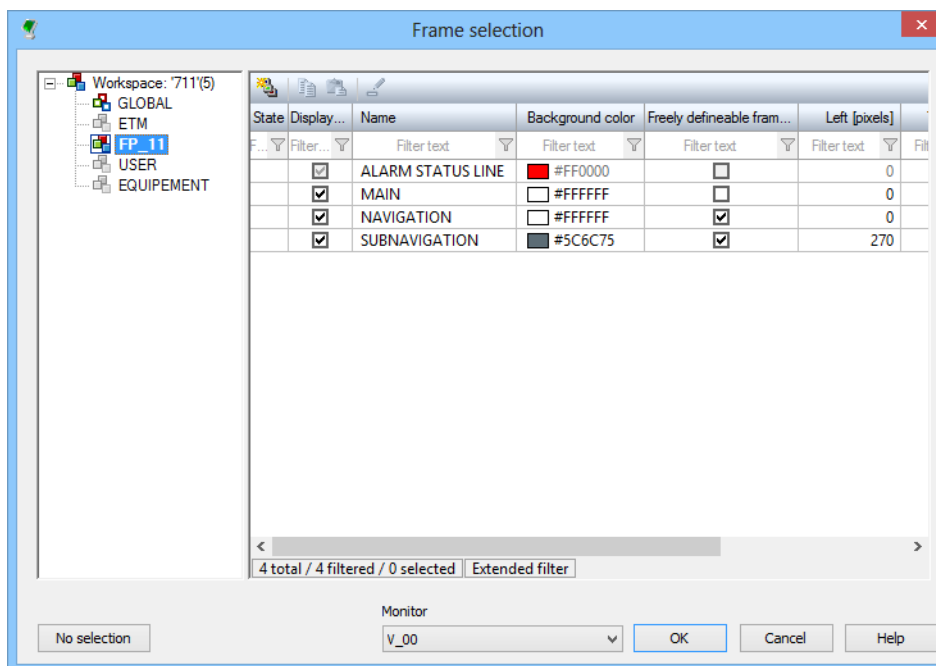 Frame selection
Workspace: '711'(5)
GLOBAL
ETM
FP_11
USER
EQUIPEMENT
State Display... Name Background color Freely defineable fram... Left [pixels]
F... Filter... Filter text Filter text Filter text Filter text Filt
ALARM STATUS LINE #FF0000 0
MAIN #FFFFFF 0
NAVIGATION #FFFFFF 0
SUBNAVIGATION #5C6C75 270
4 total / 4 filtered / 0 selected Extended filter
Monitor
No selection V_00 OK Cancel Help